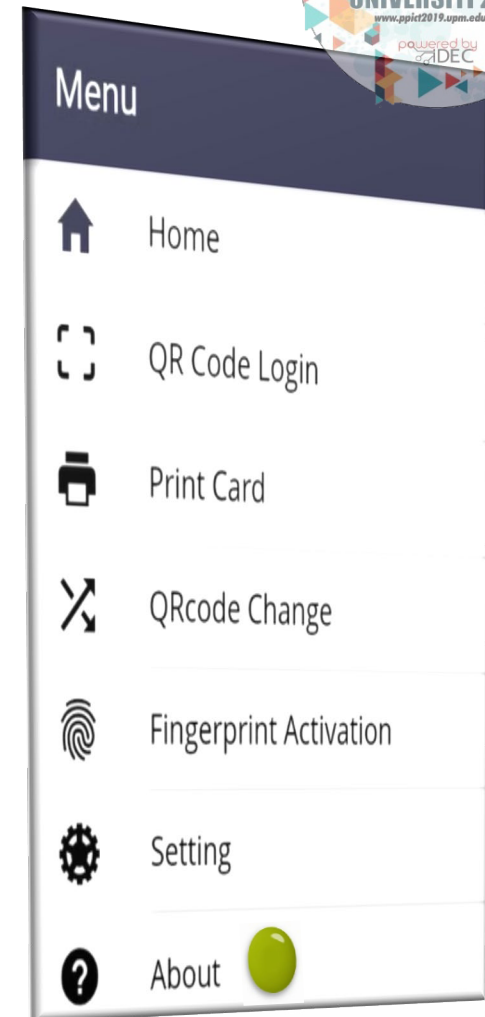 www.ppict2019.upm.edu
powered by
iDEC
Menu
Home
QR Code Login
Print Card
QRcode Change
Fingerprint Activation
Setting
About